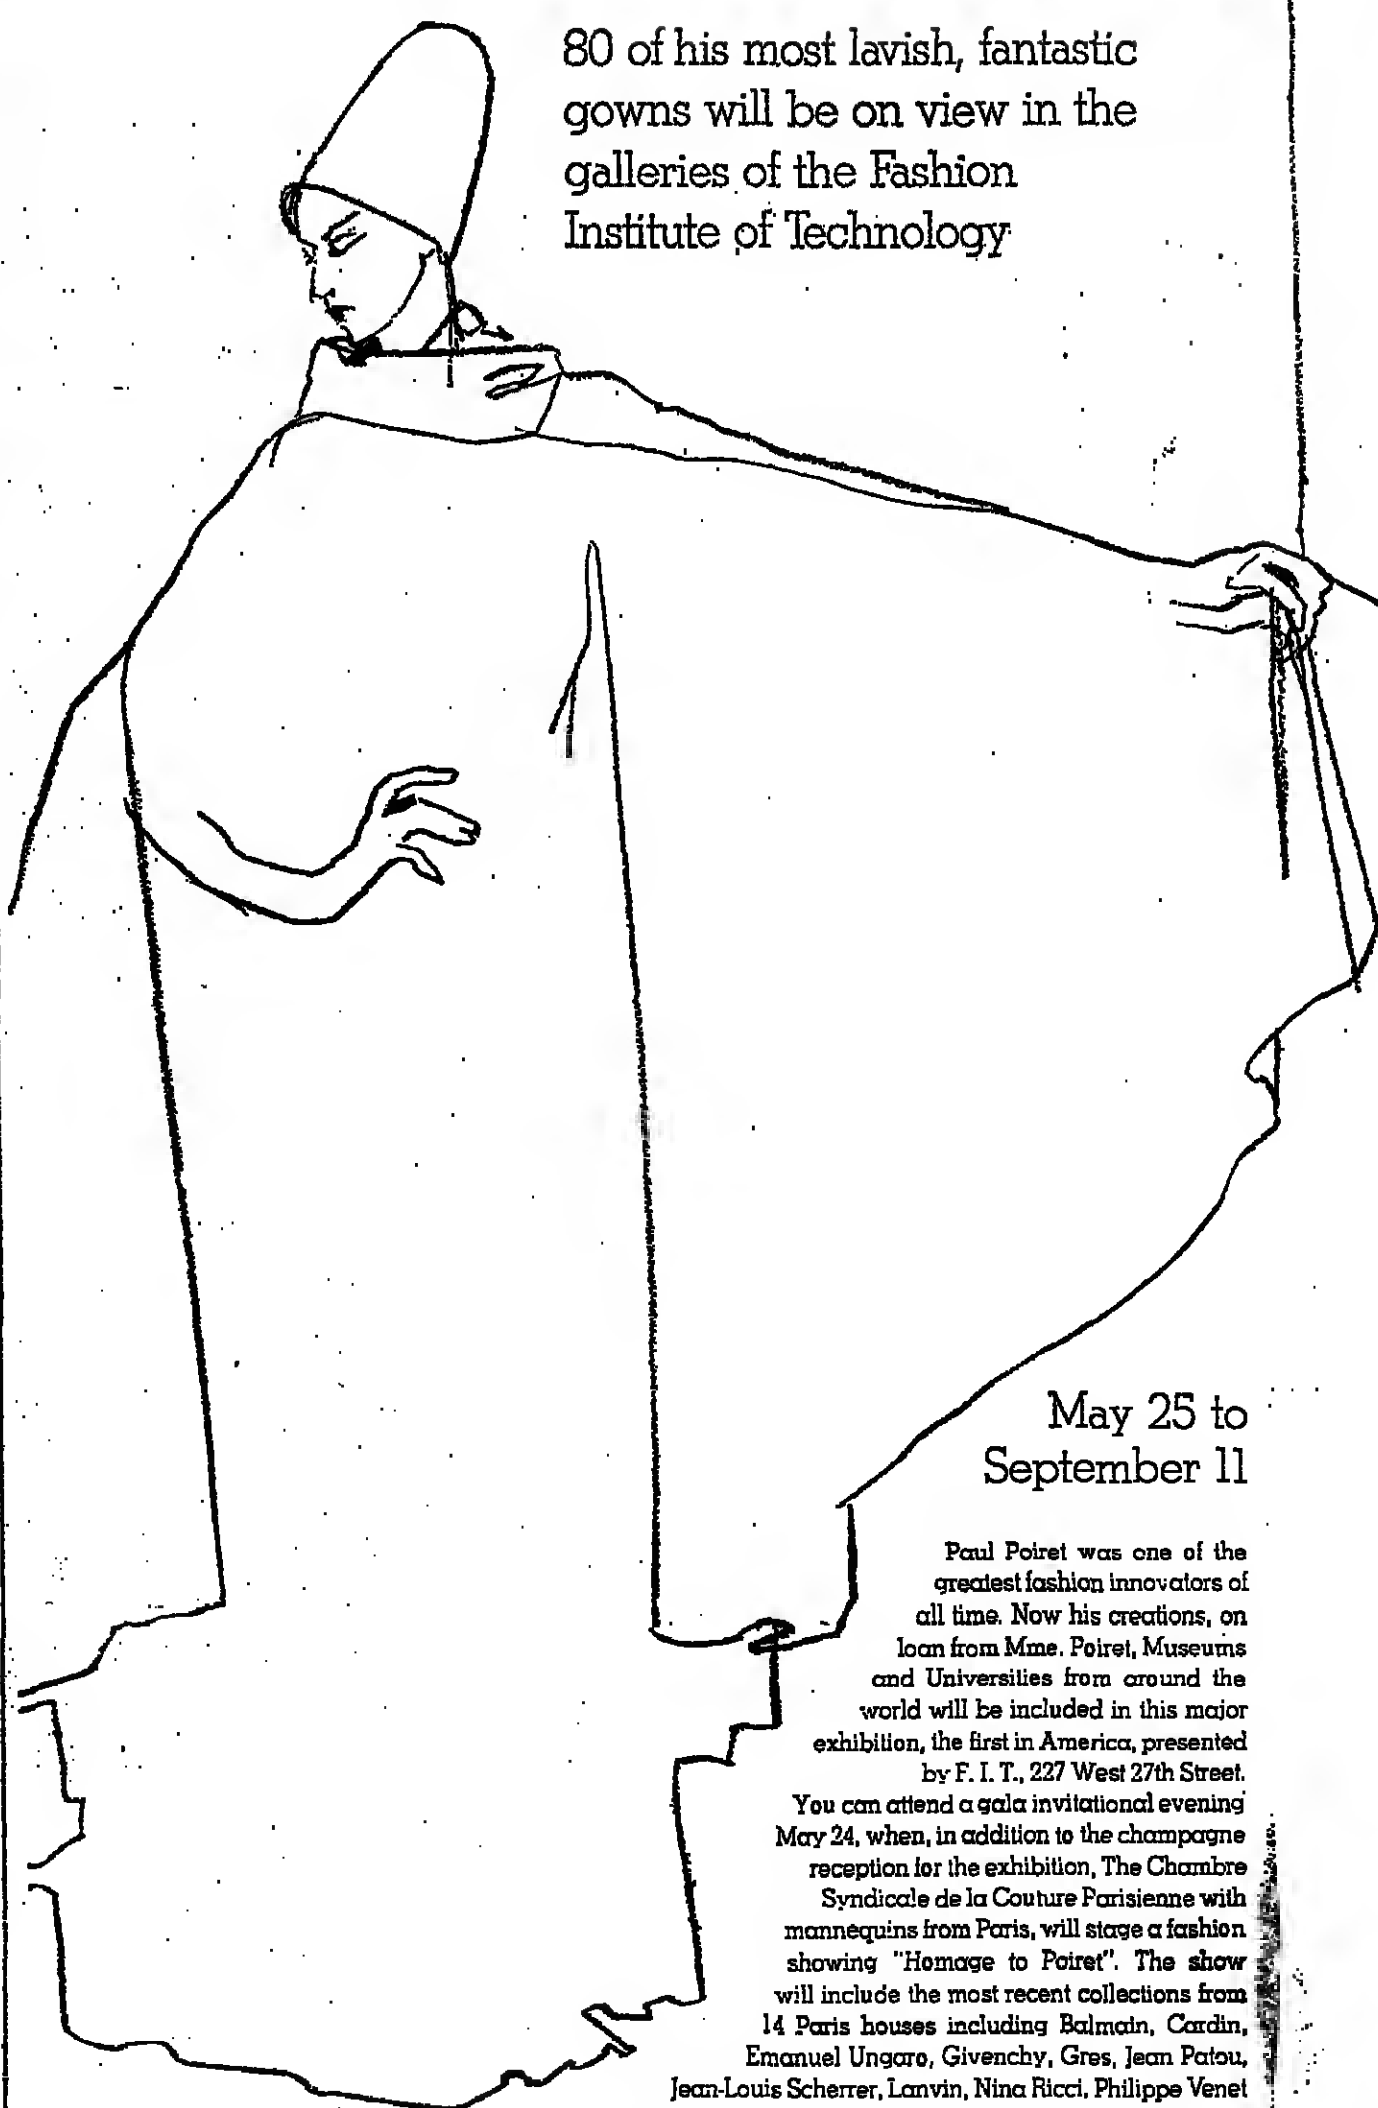 80 of his most lavish, fantastic
gowns will be on view in the
galleries of the Fashion
Institute of Technology
May 25 to
September 11
Paul Poiret was one of the
greatest fashion innovators of
all time. Now his creations, on
loan from Mme. Poiret, Museums
and Universities from around the
world will be included in this major
exhibition, the first in America, presented
by F. I. T., 227 West 27th Street.
You can attend a gala invitational evening
May 24, when, in addition to the champagne
reception for the exhibition, The Chambre
Syndicale de la Couture Parisienne with
mannequins from Paris, will stage a fashion
showing "Homage to Poiret". The show
will include the most recent collections from
14 Paris houses including Balmain, Cardin,
Emanuel Ungaro, Givenchy, Gres, Jean Patou,
Jean-Louis Scherrer, Lanvin, Nina Ricci, Philippe Venet